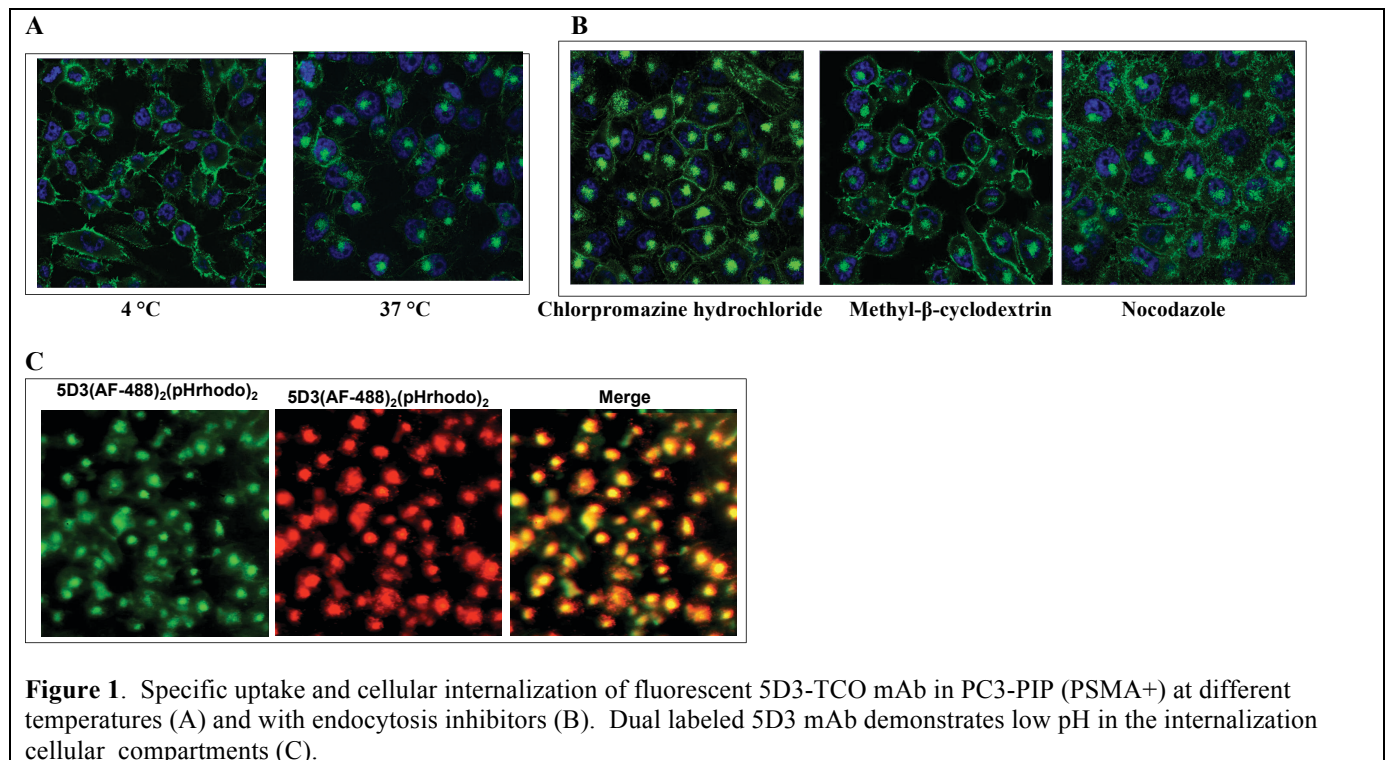 A
B
4 °C
37 °C
Chlorpromazine hydrochloride
Methyl-β-cyclodextrin
Nocodazole
C
5D3(AF-488)₂(pHrhodo)₂
5D3(AF-488)₂(pHrhodo)₂
Merge
Figure 1. Specific uptake and cellular internalization of fluorescent 5D3-TCO mAb in PC3-PIP (PSMA+) at different
temperatures (A) and with endocytosis inhibitors (B). Dual labeled 5D3 mAb demonstrates low pH in the internalization
cellular compartments (C).